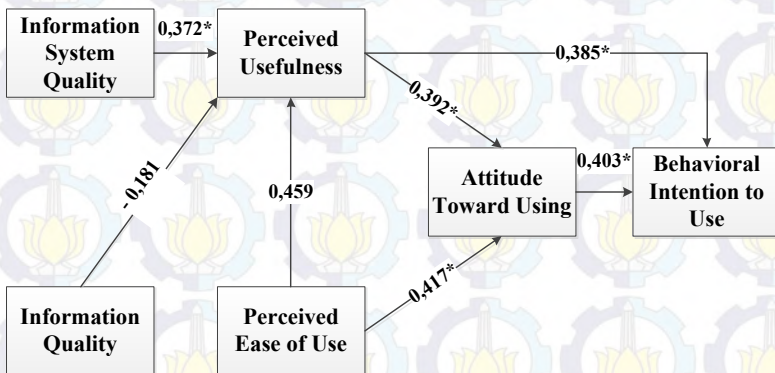 Information
System
Quality
0,372*
Perceived
Usefulness
0,385*
0,392*
- 0,181
0,459
Attitude
Toward Using
0,403*
Behavioral
Intention to
Use
0,417*
Information
Quality
Perceived
Ease of Use